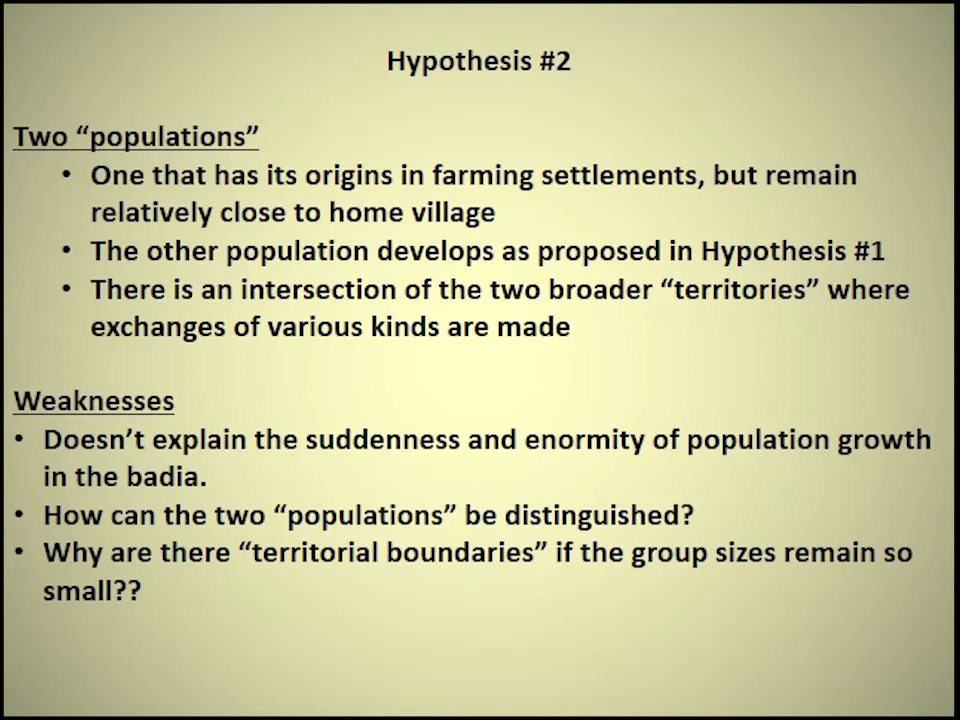 Hypothesis #2
Two “populations”
• One that has its origins in farming settlements, but remain
relatively close to home village
• The other population develops as proposed in Hypothesis #1
• There is an intersection of the two broader “territories” where
exchanges of various kinds are made
Weaknesses
• Doesn’t explain the suddenness and enormity of population growth
in the badia.
• How can the two “populations” be distinguished?
• Why are there “territorial boundaries” if the group sizes remain so
small??